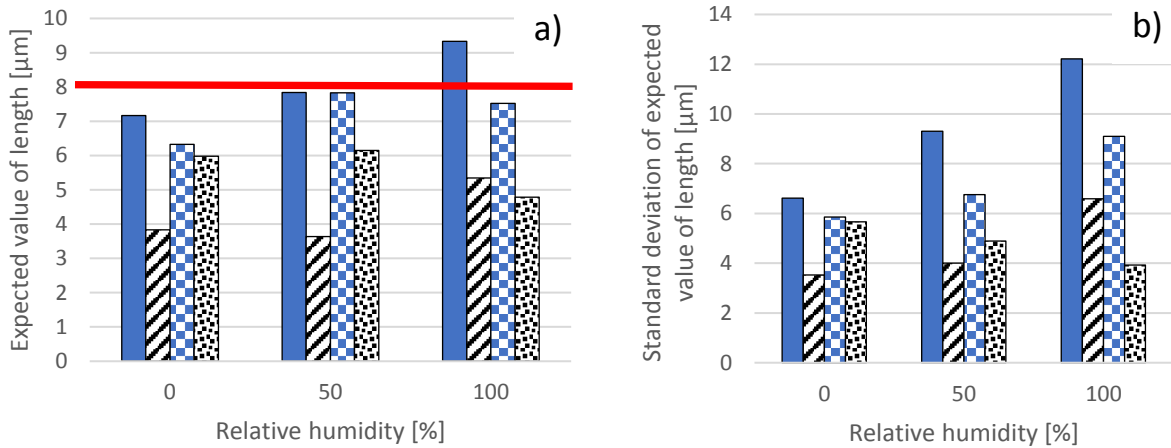 a)
Expected value of length [µm]
10
9
8
7
6
5
4
3
2
1
0
0 50 100
Relative humidity [%]
b)
Standard deviation of expected
value of length [µm]
14
12
10
8
6
4
2
0
0 50 100
Relative humidity [%]